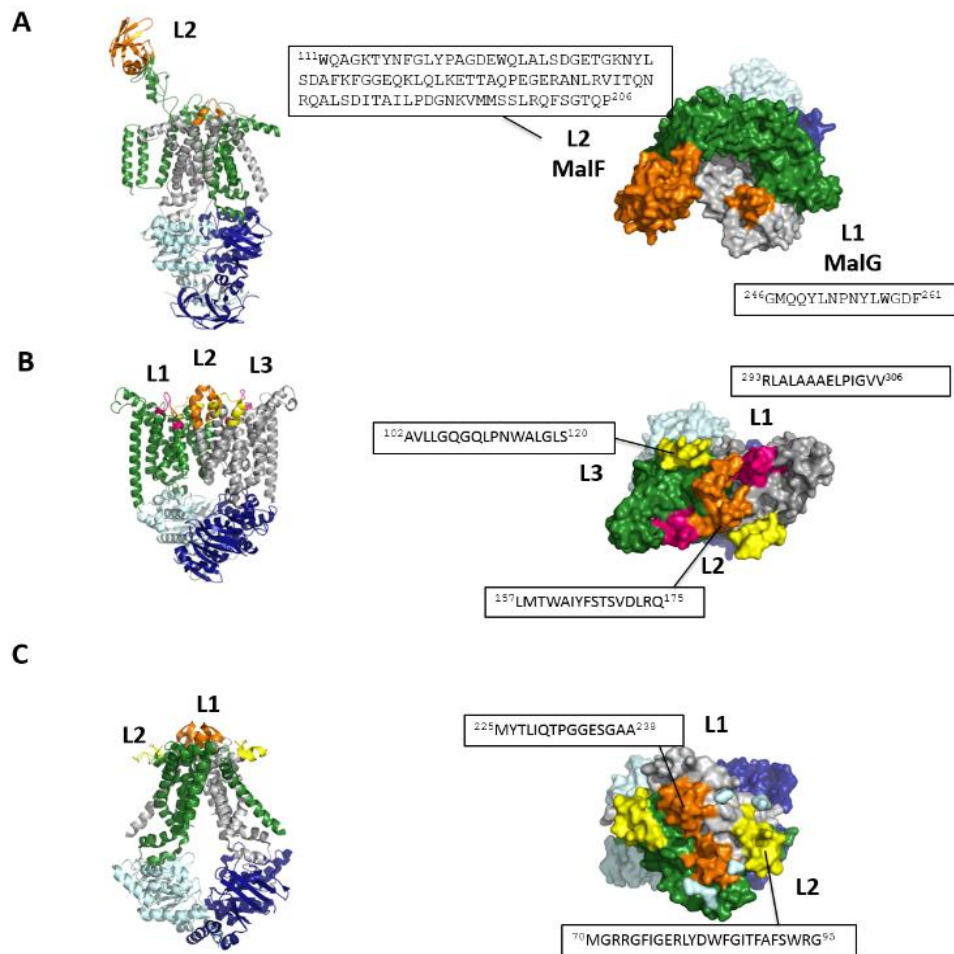 A
L2
¹¹¹WQAGKTYNFGLYPAGDEWQLALSDGETGKNYL
SDAFKFGGEQKLQLKETTAQPEGERANLRVITQN
RQALSDITAILPDGNKVMMSSLRQFSGTQP²⁰⁶
L2
MalF
L1
MalG
²⁴⁶GMQQYLNPNYLWGDF²⁶¹
B
L1
L2
L3
²⁹³RLALAAAELPIGVV³⁰⁶
L1
¹⁰²AVLLGQGQLPNWALGLS¹²⁰
L3
L2
¹⁵⁷LMTWAIYFSTSVDLRQ¹⁷⁵
C
L1
L2
²²⁵MYTLIQTPGGESGAA²³⁸
L1
L2
⁷⁰MGRRGFIGERLYDWFGITFAFSWRG⁹⁵